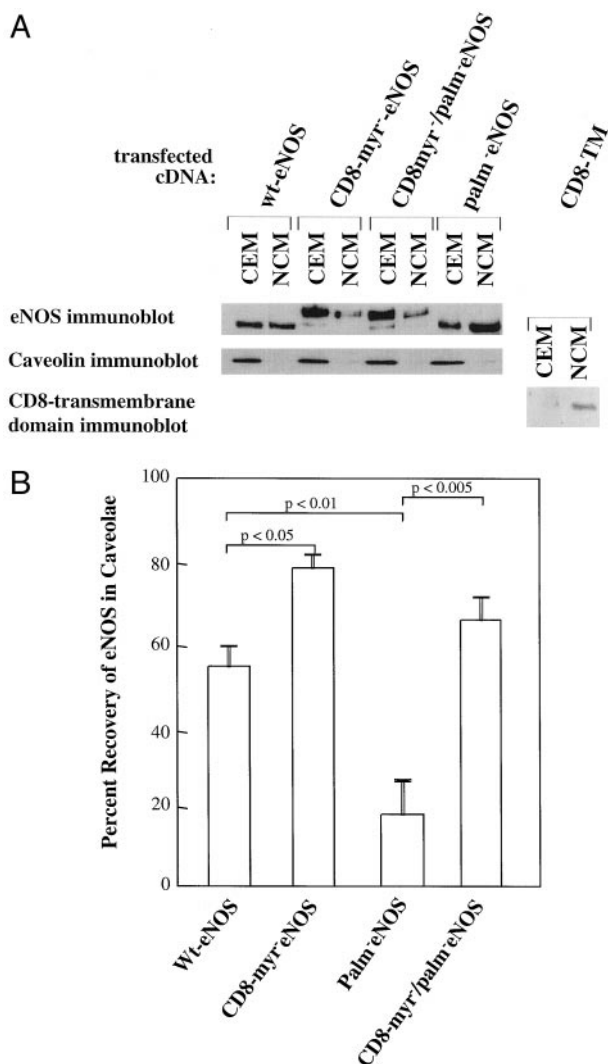 A
transfected
cDNA:
wt-eNOS
CD8-myr⁻-eNOS
CD8myr⁻/palm⁻eNOS
palm⁻eNOS
CD8-TM
CEM
NCM
CEM
NCM
CEM
NCM
CEM
NCM
eNOS immunoblot
Caveolin immunoblot
CEM
NCM
CD8-transmembrane
domain immunoblot
B
Percent Recovery of eNOS in Caveolae
100
80
60
40
20
0
p < 0.01
p < 0.005
p < 0.05
Wt-eNOS
CD8-myr⁻eNOS
Palm⁻eNOS
CD8-myr⁻/palm⁻eNOS